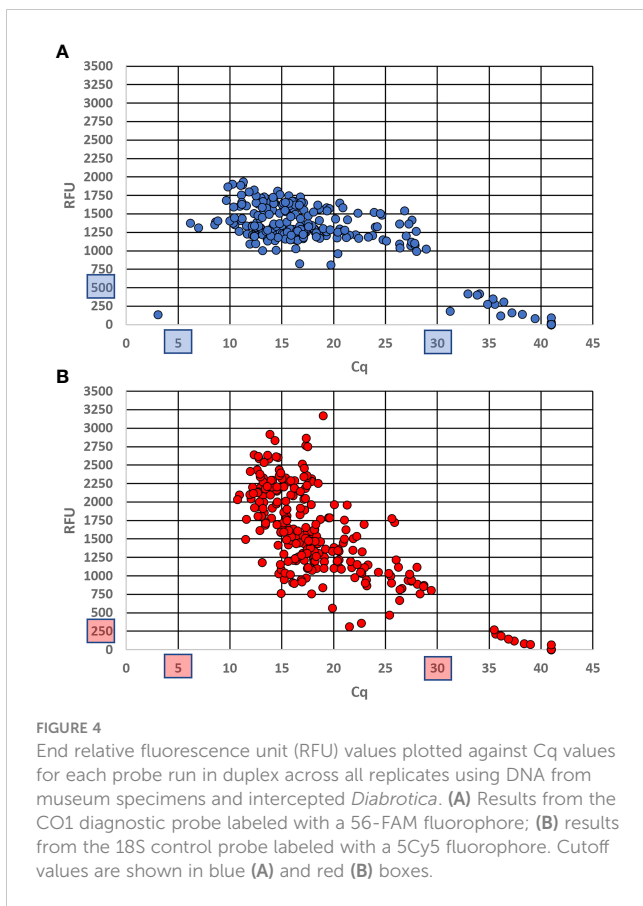 A
3500
3250
3000
2750
2500
2250
2000
1750
1500
1250
1000
750
500
250
0
RFU
0 5 10 15 20 25 30 35 40 45
Cq
B
3500
3250
3000
2750
2500
2250
2000
1750
1500
1250
1000
750
500
250
0
RFU
0 5 10 15 20 25 30 35 40 45
Cq
FIGURE 4
End relative fluorescence unit (RFU) values plotted against Cq values
for each probe run in duplex across all replicates using DNA from
museum specimens and intercepted Diabrotica. (A) Results from the
CO1 diagnostic probe labeled with a 56-FAM fluorophore; (B) results
from the 18S control probe labeled with a 5Cy5 fluorophore. Cutoff
values are shown in blue (A) and red (B) boxes.